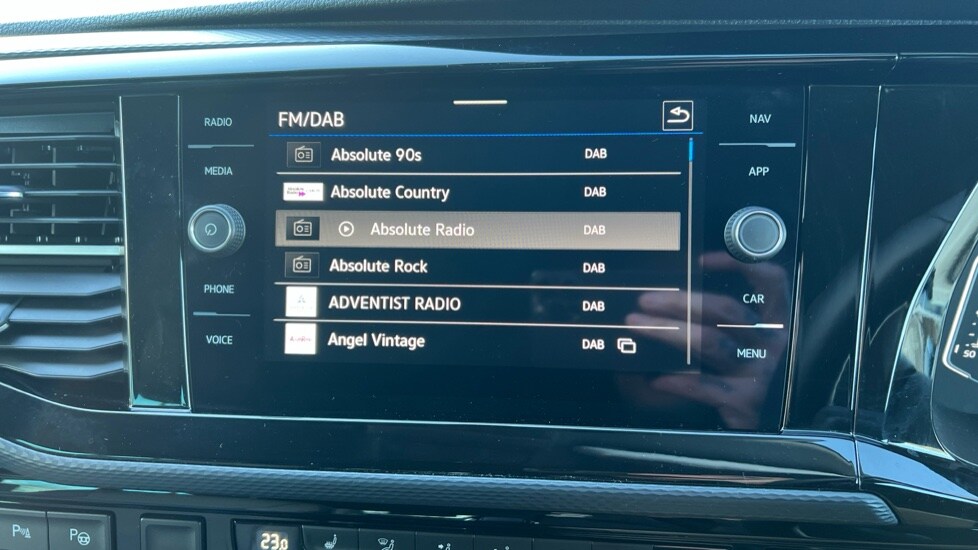 RADIO
MEDIA
PHONE
VOICE
FM/DAB
Absolute 90s DAB
Absolute Country DAB
Absolute Radio DAB
Absolute Rock DAB
ADVENTIST RADIO DAB
Angel Vintage DAB
NAV
APP
CAR
MENU
50
P
P
23.0